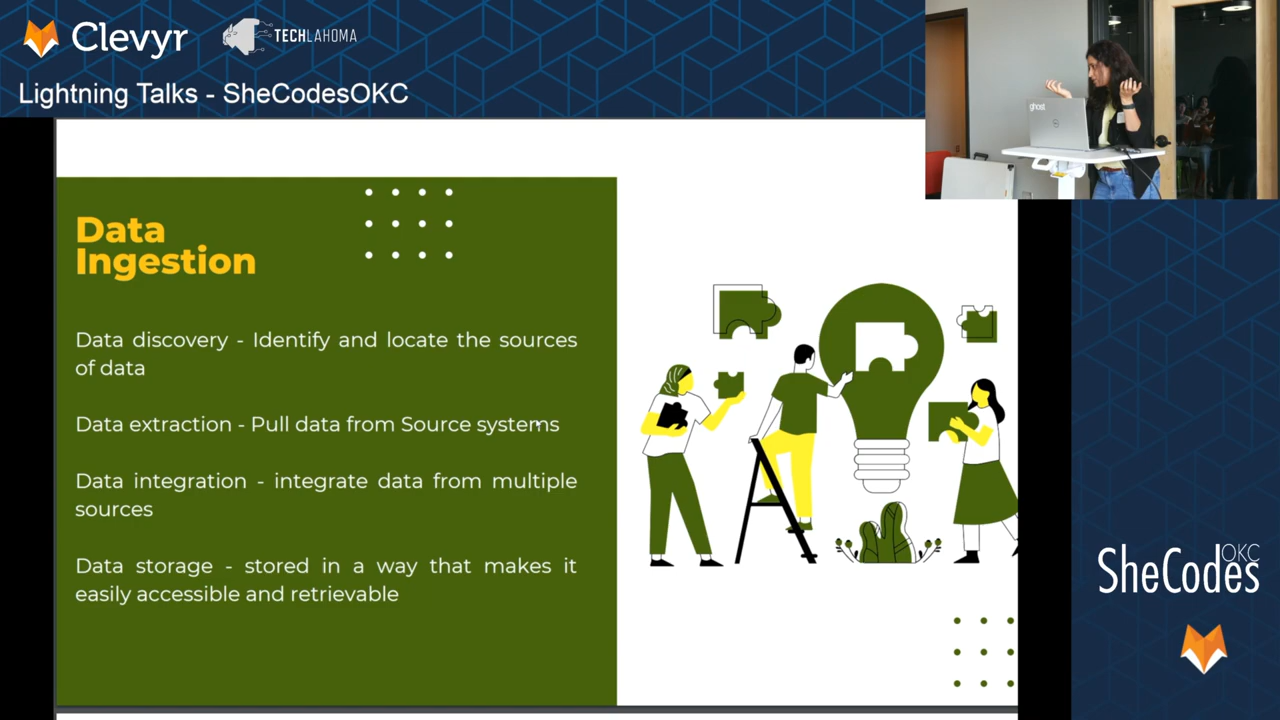 Clevyr
TECHLAHOMA
Lightning Talks - SheCodesOKC
ghost
Data
Ingestion
Data discovery - Identify and locate the sources
of data
Data extraction - Pull data from Source systems
Data integration - integrate data from multiple
sources
Data storage - stored in a way that makes it
easily accessible and retrievable
SheCodes
OKC